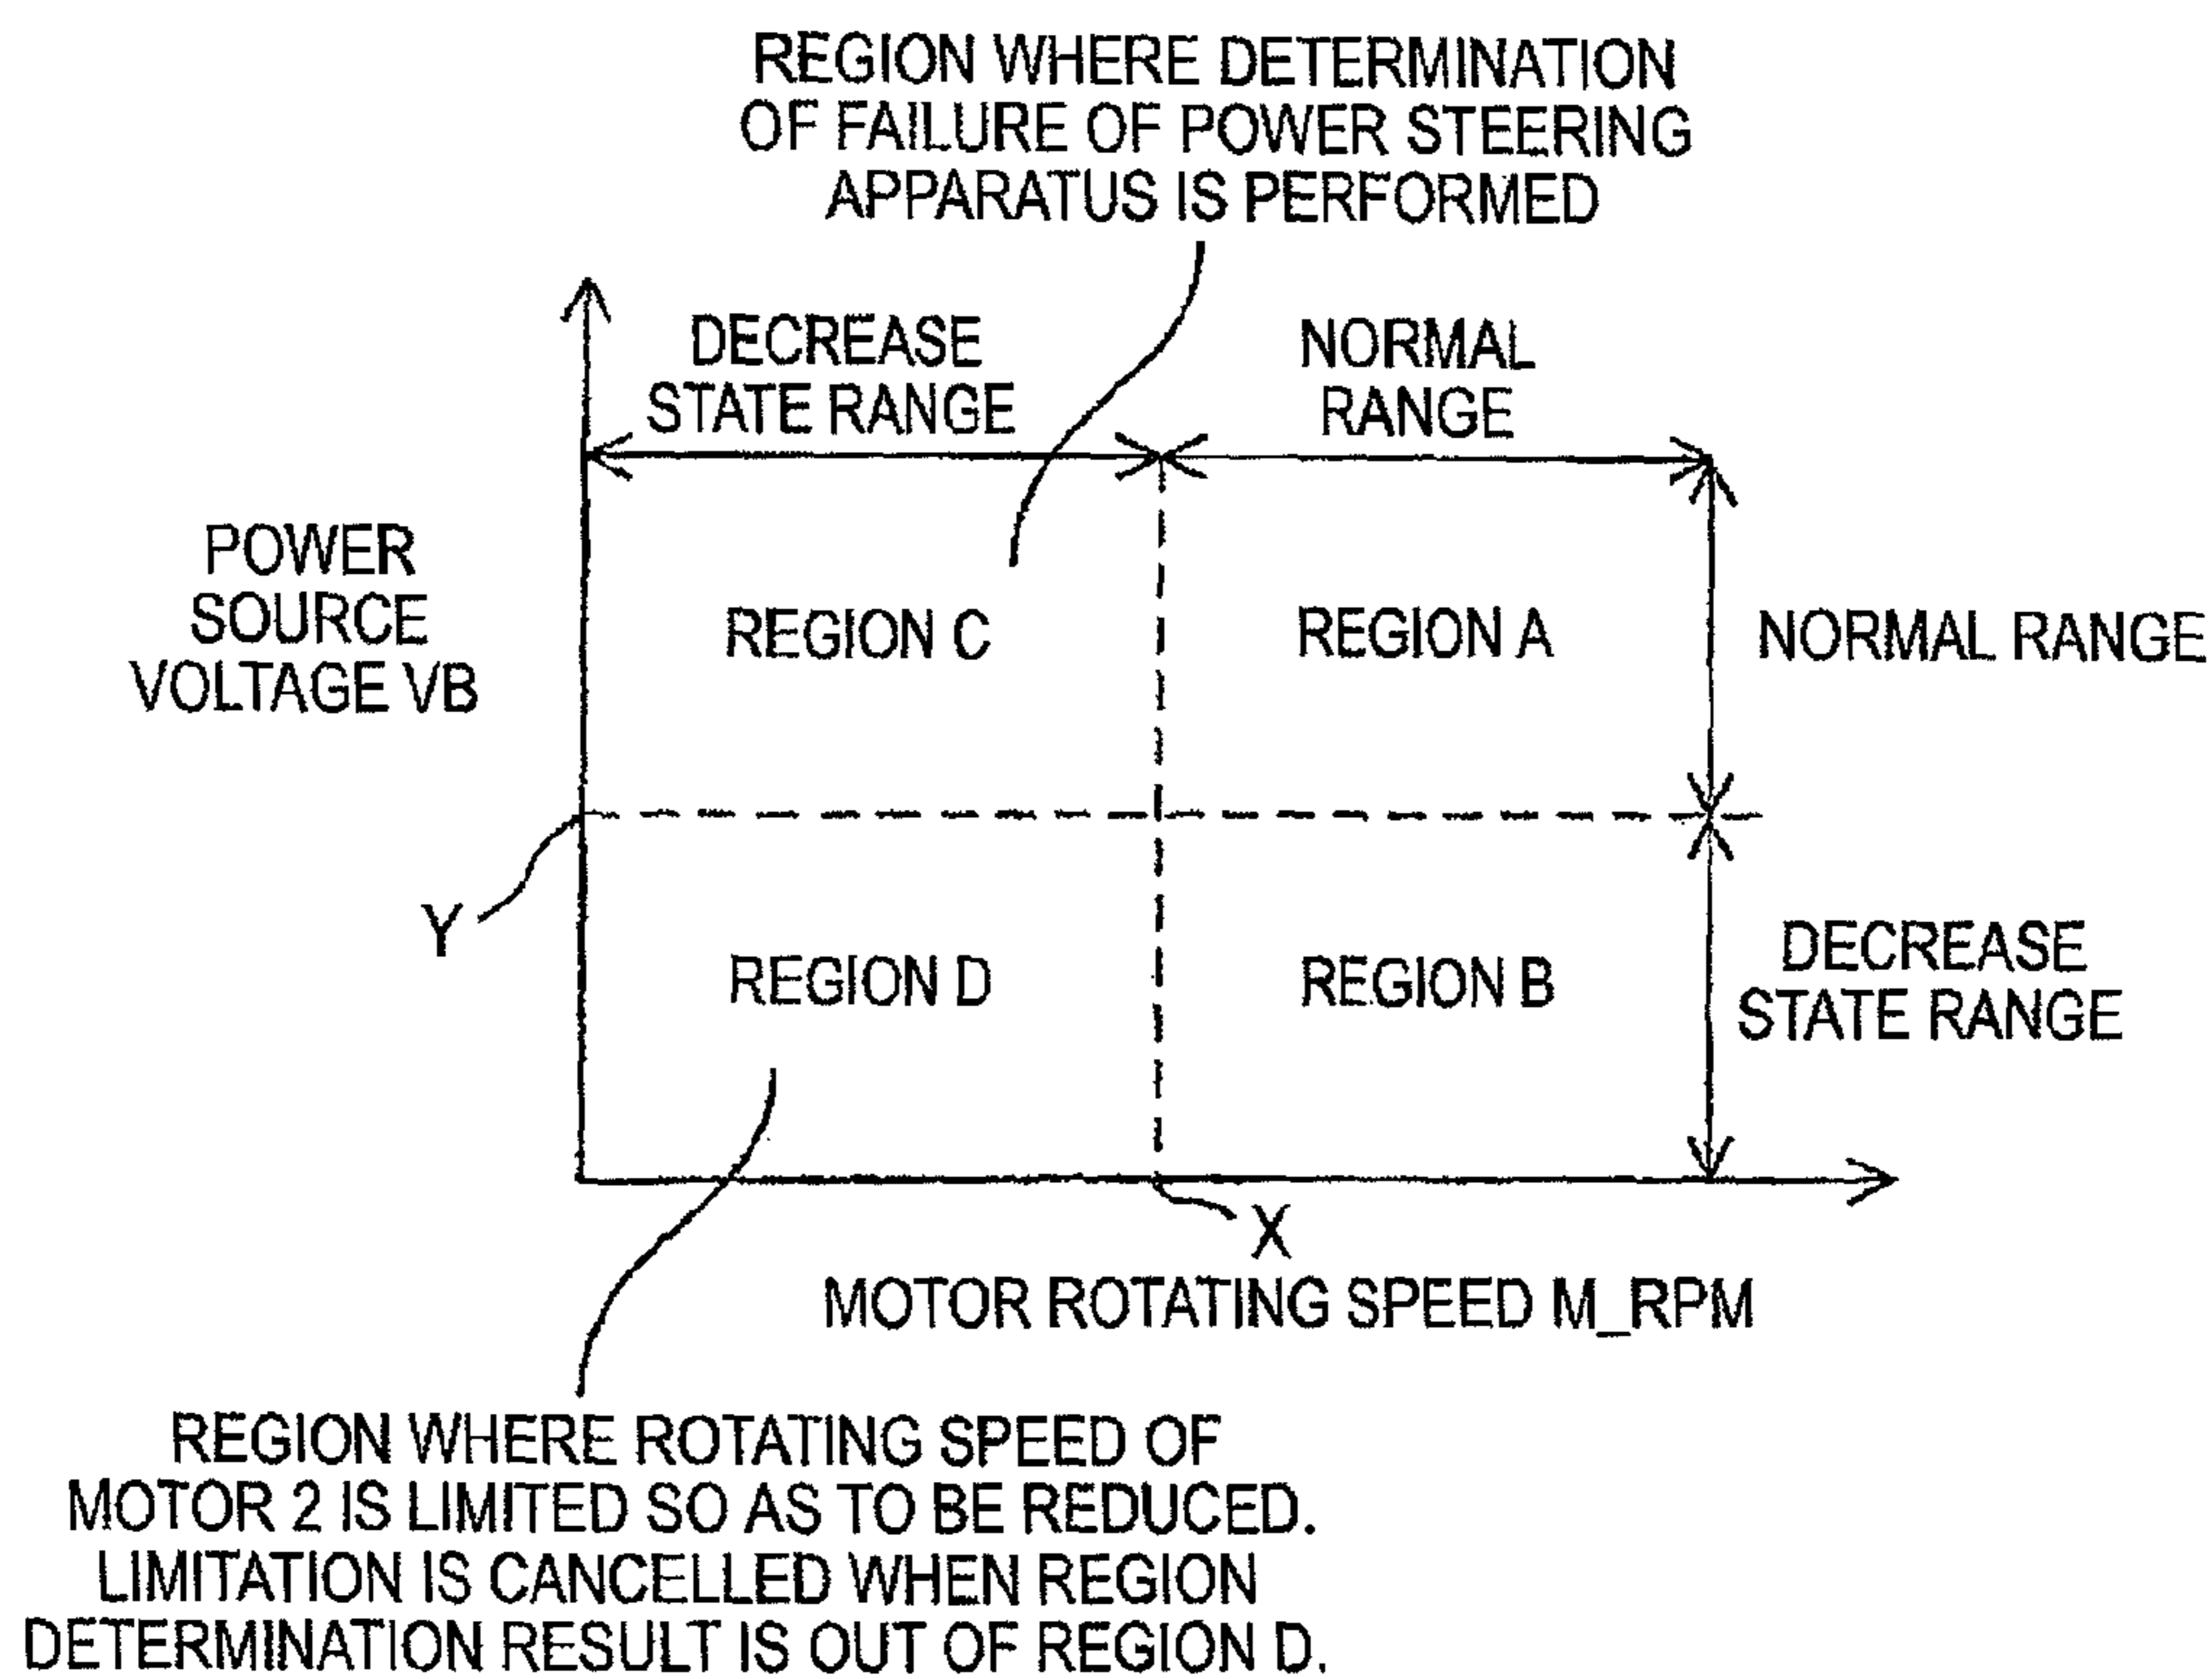 REGION WHERE DETERMINATION
OF FAILURE OF POWER STEERING
APPARATUS IS PERFORMED
DECREASE
STATE RANGE
NORMAL
RANGE
POWER
SOURCE
VOLTAGE VB
REGION C
REGION A
NORMAL RANGE
Y
REGION D
REGION B
DECREASE
STATE RANGE
X
MOTOR ROTATING SPEED M_RPM
REGION WHERE ROTATING SPEED OF
MOTOR 2 IS LIMITED SO AS TO BE REDUCED.
LIMITATION IS CANCELLED WHEN REGION
DETERMINATION RESULT IS OUT OF REGION D.